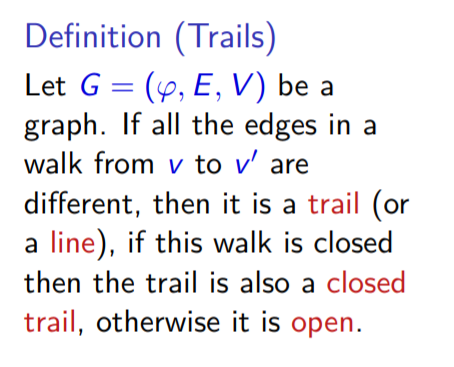 Definition (Trails)
Let G = (φ, E, V) be a
graph. If all the edges in a
walk from v to v′ are
different, then it is a trail (or
a line), if this walk is closed
then the trail is also a closed
trail, otherwise it is open.